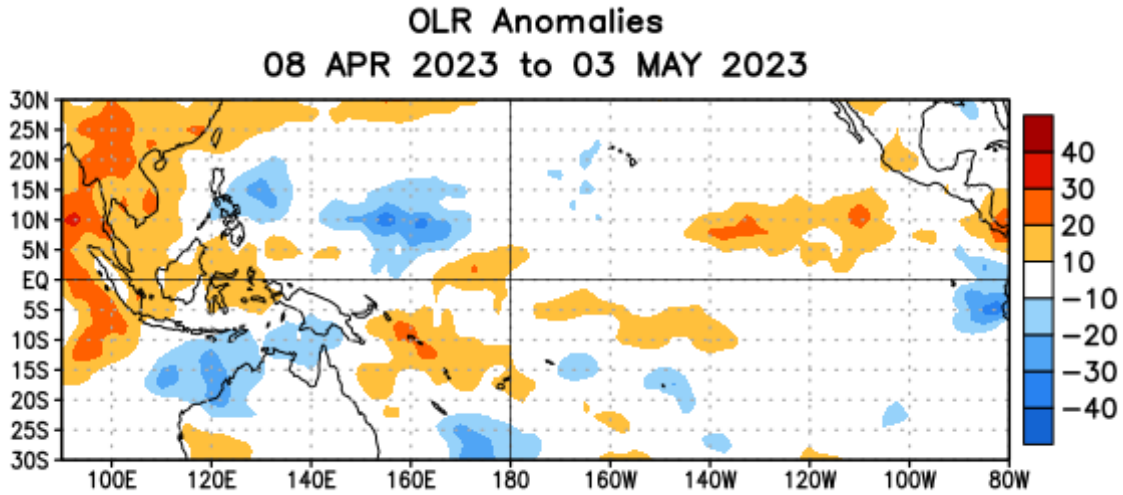 OLR Anomalies
08 APR 2023 to 03 MAY 2023
30N
25N
20N
15N
10N
5N
EQ
5S
10S
15S
20S
25S
30S
100E 120E 140E 160E 180 160W 140W 120W 100W 80W
40
30
20
10
-10
-20
-30
-40